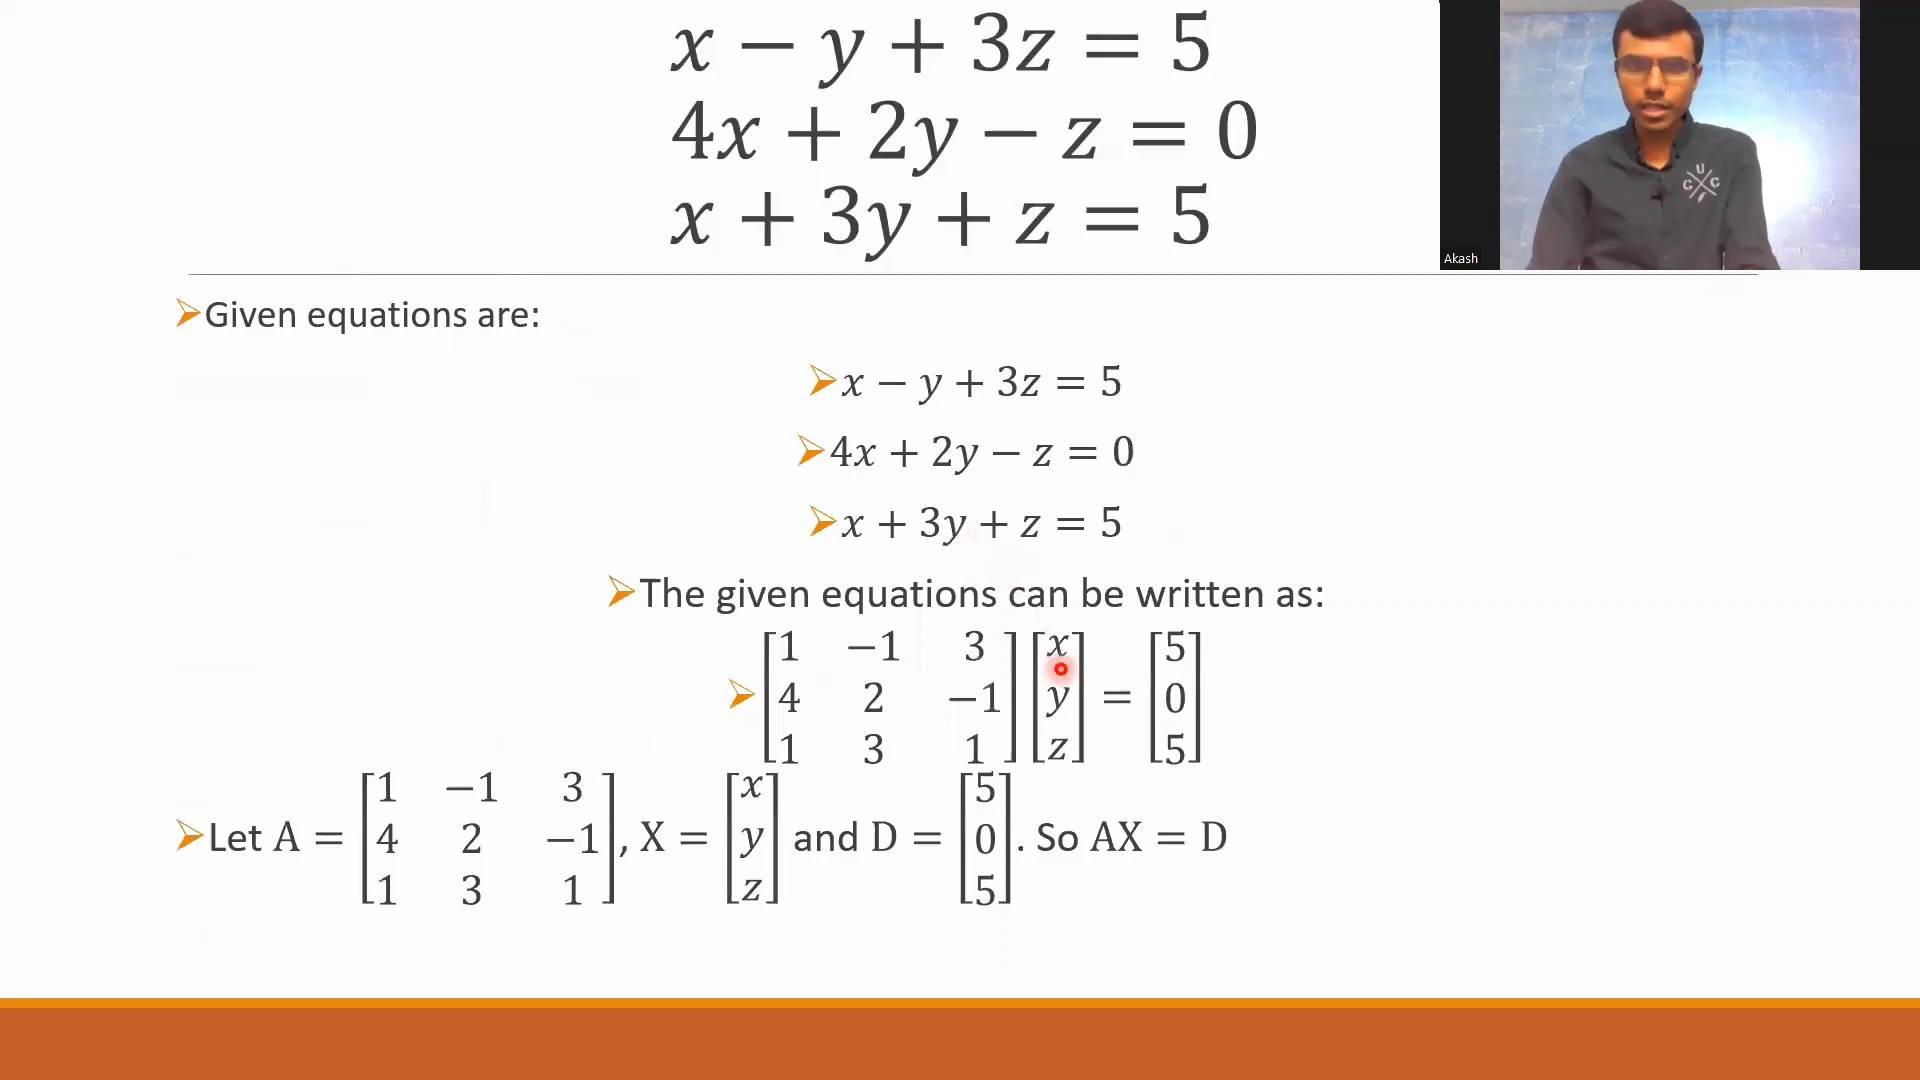 x − y + 3z = 5
4x + 2y − z = 0
x + 3y + z = 5
U
C C
Akash
➢Given equations are:
➢x − y + 3z = 5
➢4x + 2y − z = 0
➢x + 3y + z = 5
➢The given equations can be written as:
➢[1 −1 3; 4 2 −1; 1 3 1] [x; y; z] = [5; 0; 5]
➢Let A = [1 −1 3; 4 2 −1; 1 3 1], X = [x; y; z] and D = [5; 0; 5]. So AX = D